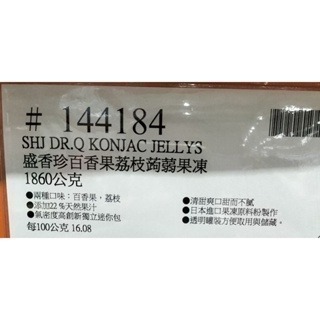 # 144184
SHJ DR.Q KONJAC JELLYS
盛香珍百香果荔枝蒟蒻果凍
1860公克
●兩種口味：百香果，荔枝
●添加22%天然果汁
●氣密度高創新獨立迷你包
每100公克 16.08
●清甜爽口甜而不膩
●日本進口果凍原料粉製作
●透明罐裝方便取用與儲藏。